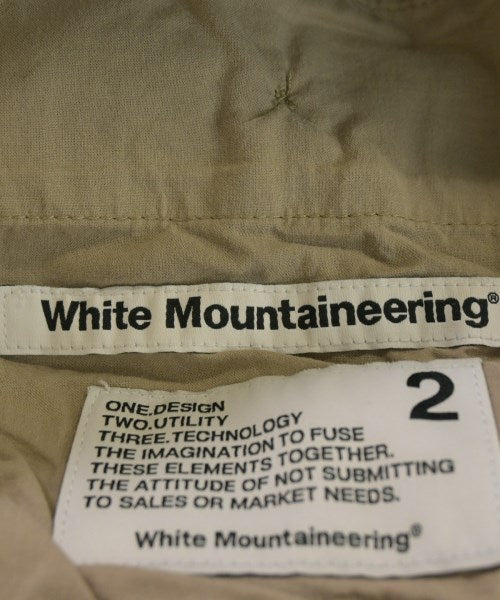 White Mountaineering®
2
ONE.DESIGN
TWO.UTILITY
THREE.TECHNOLOGY
THE IMAGINATION TO FUSE
THESE ELEMENTS TOGETHER.
THE ATTITUDE OF NOT SUBMITTING
TO SALES OR MARKET NEEDS.
White Mountaineering®